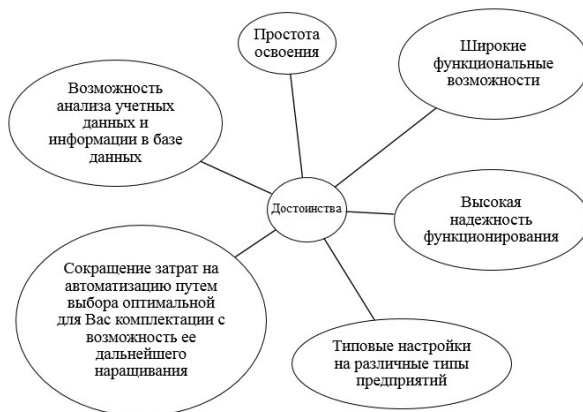 Простота
освоения
Широкие
функциональные
возможности
Возможность
анализа учетных
данных и
информации в базе
данных
Достоинства
Высокая
надежность
функционирования
Сокращение затрат на
автоматизацию путем
выбора оптимальной
для Вас комплектации с
возможность ее
дальнейшего
наращивания
Типовые настройки
на различные типы
предприятий